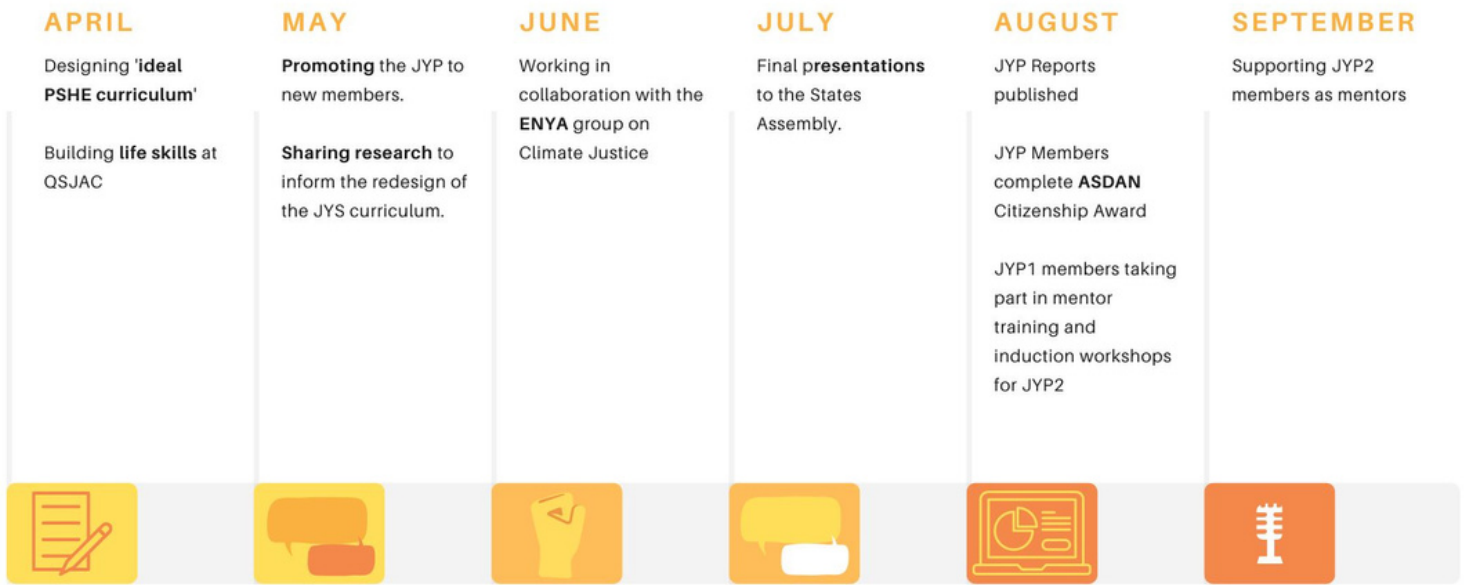 APRIL
Designing 'ideal
PSHE curriculum'
Building life skills at
QSJAC
MAY
Promoting the JYP to
new members.
Sharing research to
inform the redesign of
the JYS curriculum.
JUNE
Working in
collaboration with the
ENYA group on
Climate Justice
JULY
Final presentations
to the States
Assembly.
AUGUST
JYP Reports
published
JYP Members
complete ASDAN
Citizenship Award
JYP1 members taking
part in mentor
training and
induction workshops
for JYP2
SEPTEMBER
Supporting JYP2
members as mentors